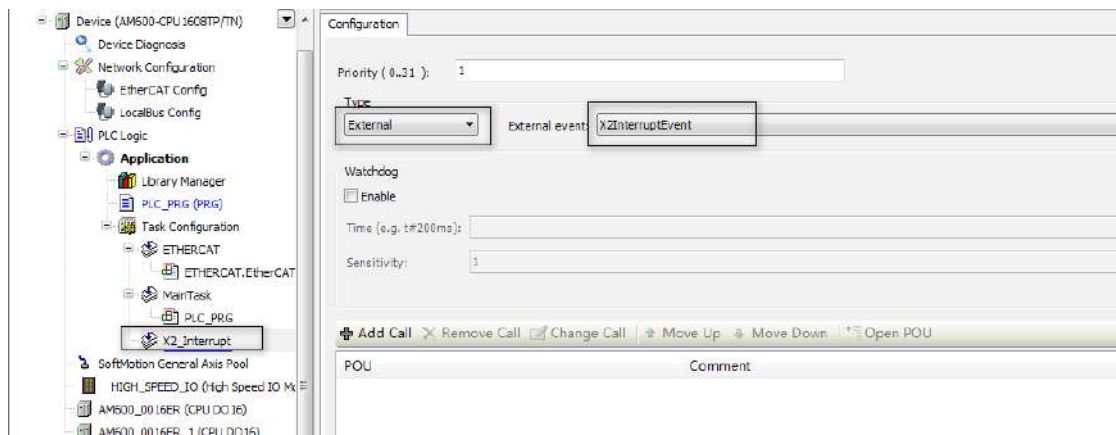 Device (AM600-CPU1608TP/TN)
Device Diagnosis
Network Configuration
EtherCAT Config
LocalBus Config
PLC Logic
Application
Library Manager
PLC_PRG (PRG)
Task Configuration
ETHERCAT
ETHERCAT.EtherCAT
MainTask
PLC_PRG
X2_Interrupt
SoftMotion General Axis Pool
HIGH_SPEED_IO (High Speed IO Mo
AM600_0016ER (CPU DO16)
AM600_0016ER_1 (CPU DO16)
Configuration
Priority ( 0..31 ): 1
Type
External External event: X2InterruptEvent
Watchdog
Enable
Time (e.g. t#200ms):
Sensitivity: 1
Add Call Remove Call Change Call Move Up Move Down Open POU
POU Comment